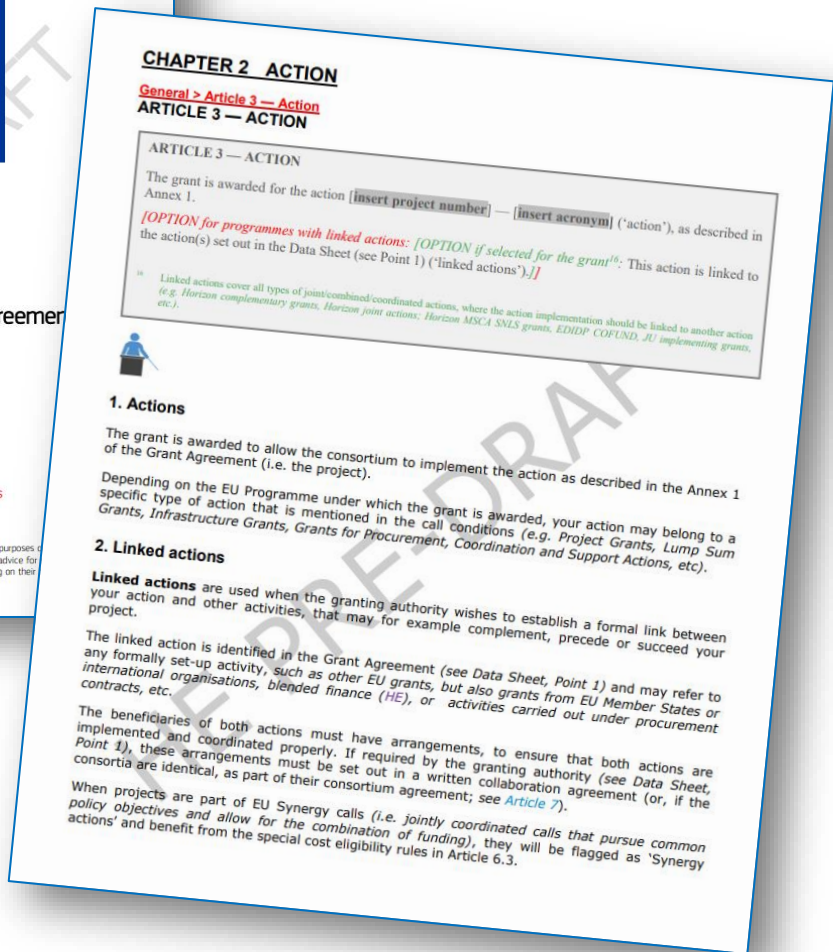 CHAPTER 2 ACTION
General > Article 3 — Action
ARTICLE 3 — ACTION
ARTICLE 3 — ACTION
The grant is awarded for the action [insert project number] — [insert acronym] (‘action’), as described in
Annex 1.
[OPTION for programmes with linked actions: [OPTION if selected for the grant16: This action is linked to
the action(s) set out in the Data Sheet (see Point 1) (‘linked actions’).]]
16 Linked actions cover all types of joint/combined/coordinated actions, where the action implementation should be linked to another action
(e.g. Horizon complementary grants, Horizon joint actions; Horizon MSCA SNLS grants, EDIDP COFUND, JU implementing grants,
etc.).
1. Actions
The grant is awarded to allow the consortium to implement the action as described in the Annex 1
of the Grant Agreement (i.e. the project).
Depending on the EU Programme under which the grant is awarded, your action may belong to a
specific type of action that is mentioned in the call conditions (e.g. Project Grants, Lump Sum
Grants, Infrastructure Grants, Grants for Procurement, Coordination and Support Actions, etc).
2. Linked actions
Linked actions are used when the granting authority wishes to establish a formal link between
your action and other activities, that may for example complement, precede or succeed your
project.
The linked action is identified in the Grant Agreement (see Data Sheet, Point 1) and may refer to
any formally set-up activity, such as other EU grants, but also grants from EU Member States or
international organisations, blended finance (HE), or activities carried out under procurement
contracts, etc.
The beneficiaries of both actions must have arrangements, to ensure that both actions are
implemented and coordinated properly. If required by the granting authority (see Data Sheet,
Point 1), these arrangements must be set out in a written collaboration agreement (or, if the
consortia are identical, as part of their consortium agreement; see Article 7).
When projects are part of EU Synergy calls (i.e. jointly coordinated calls that pursue common
policy objectives and allow for the combination of funding), they will be flagged as ‘Synergy
actions’ and benefit from the special cost eligibility rules in Article 6.3.
HE PRE-DRAF
AFT
reemen
s
purposes o
advice for
g on their